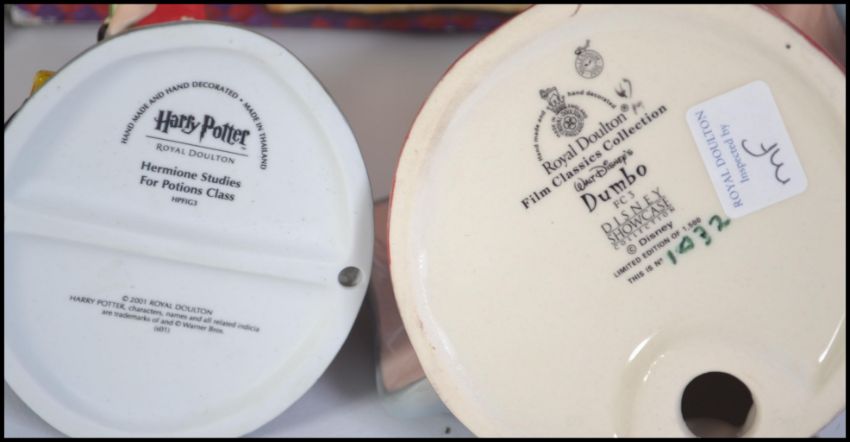 HAND MADE AND HAND DECORATED • MADE IN THAILAND
Harry Potter
ROYAL DOULTON
Hermione Studies
For Potions Class
HPFIG3
© 2001 ROYAL DOULTON
HARRY POTTER, characters, names and all related indicia
are trademarks of and © Warner Bros.
(s01)
Hand made and hand decorated
Royal Doulton®
Film Classics Collection
Walt Disney's
Dumbo
FC 5
DISNEY
SHOWCASE
COLLECTION
© Disney
LIMITED EDITION OF 1,500
THIS IS Nº 1032
ROYAL DOULTON
Inspected by